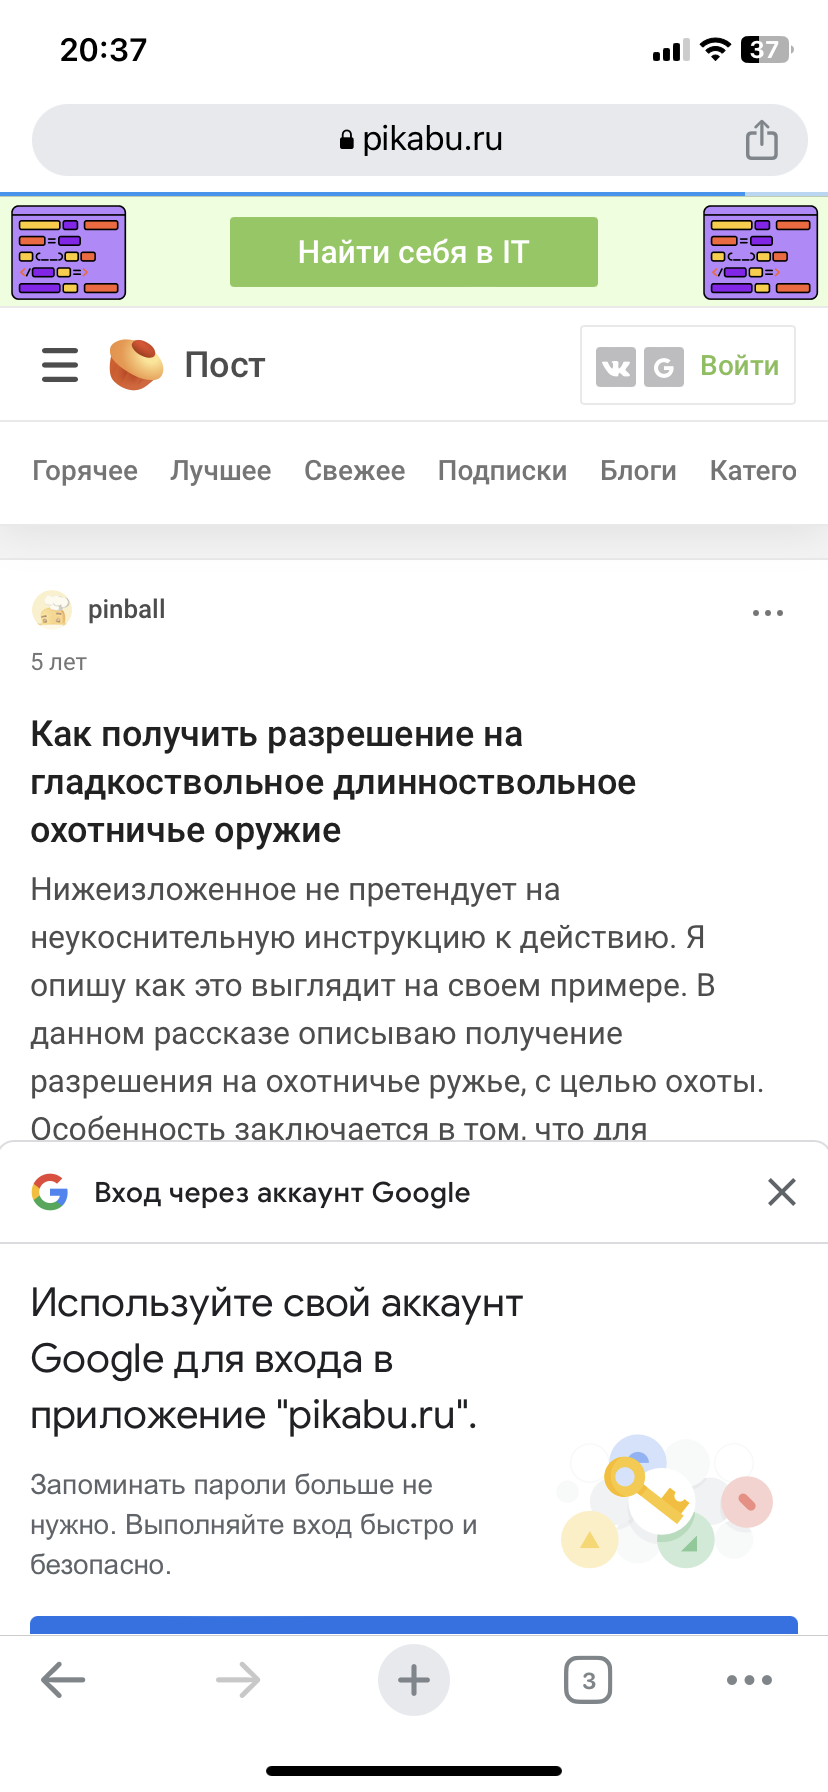 20:37
37
pikabu.ru
Найти себя в IT
Пост
Войти
Горячее Лучшее Свежее Подписки Блоги Катего
pinball
5 лет
Как получить разрешение на
гладкоствольное длинноствольное
охотничье оружие
Нижеизложенное не претендует на
неукоснительную инструкцию к действию. Я
опишу как это выглядит на своем примере. В
данном рассказе описываю получение
разрешения на охотничье ружье, с целью охоты.
Особенность заключается в том, что для
Вход через аккаунт Google
Используйте свой аккаунт
Google для входа в
приложение "pikabu.ru".
Запоминать пароли больше не
нужно. Выполняйте вход быстро и
безопасно.
3